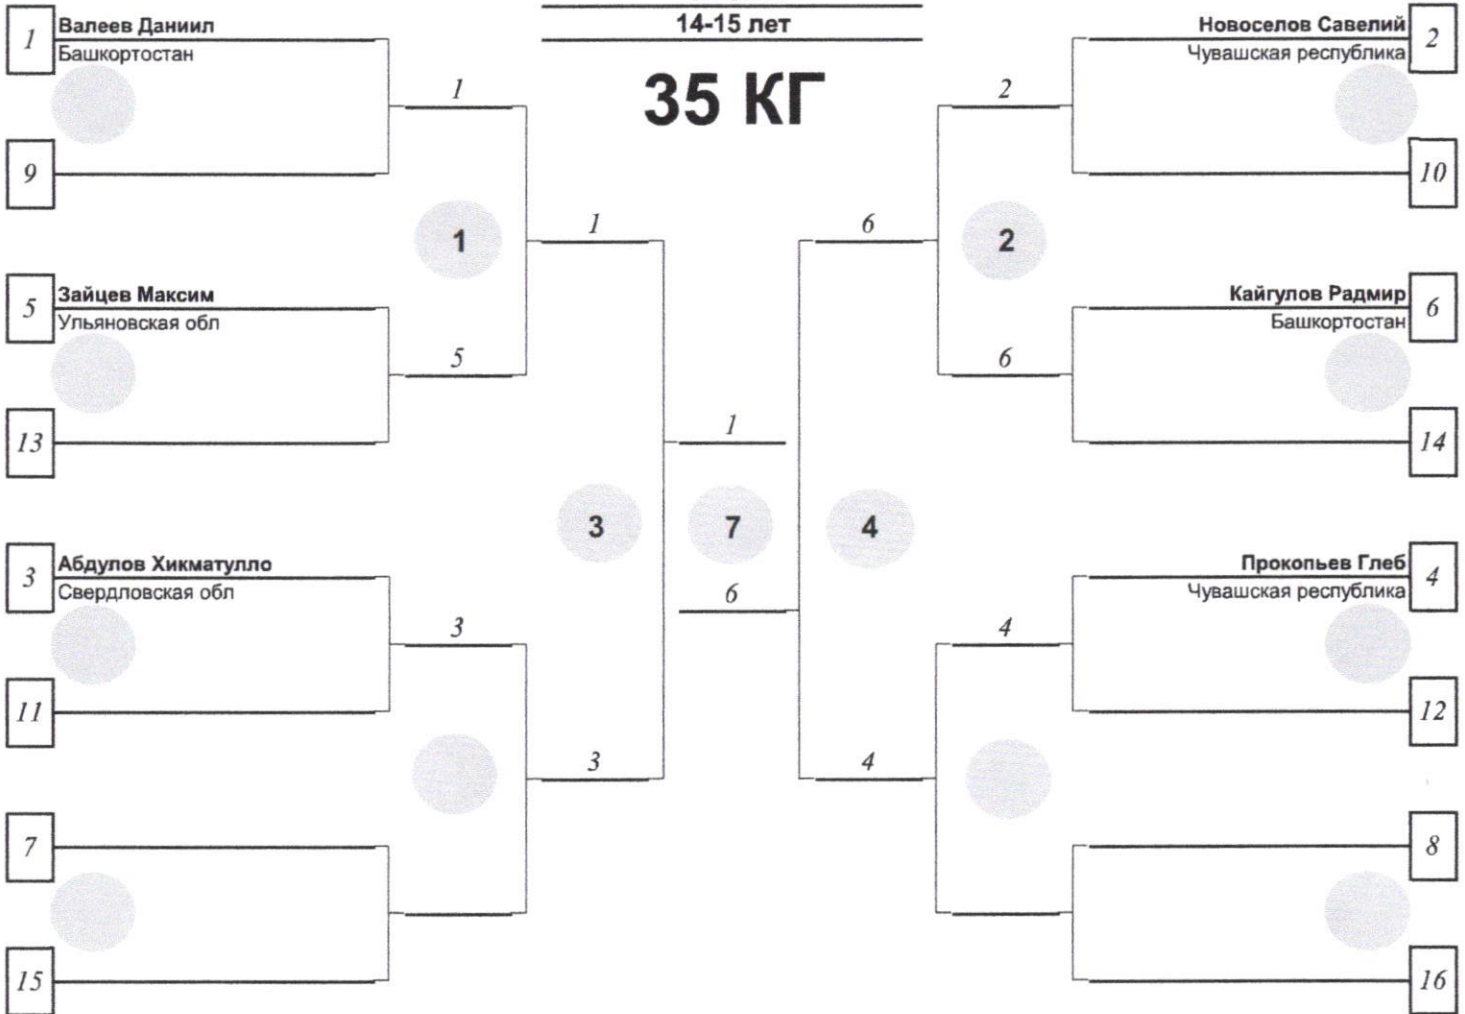 14-15 лет
35 КГ
1 Валеев Даниил
Башкортостан
1
9
1
1
5 Зайцев Максим
Ульяновская обл
5
13
3 Абдулов Хикматулло
Свердловская обл
3
11
3
7
15
1
3
7
4
6
Новоселов Савелий 2
Чувашская республика
2
10
6
2
Кайгулов Радмир 6
Башкортостан
6
14
Прокопьев Глеб 4
Чувашская республика
4
12
4
8
16